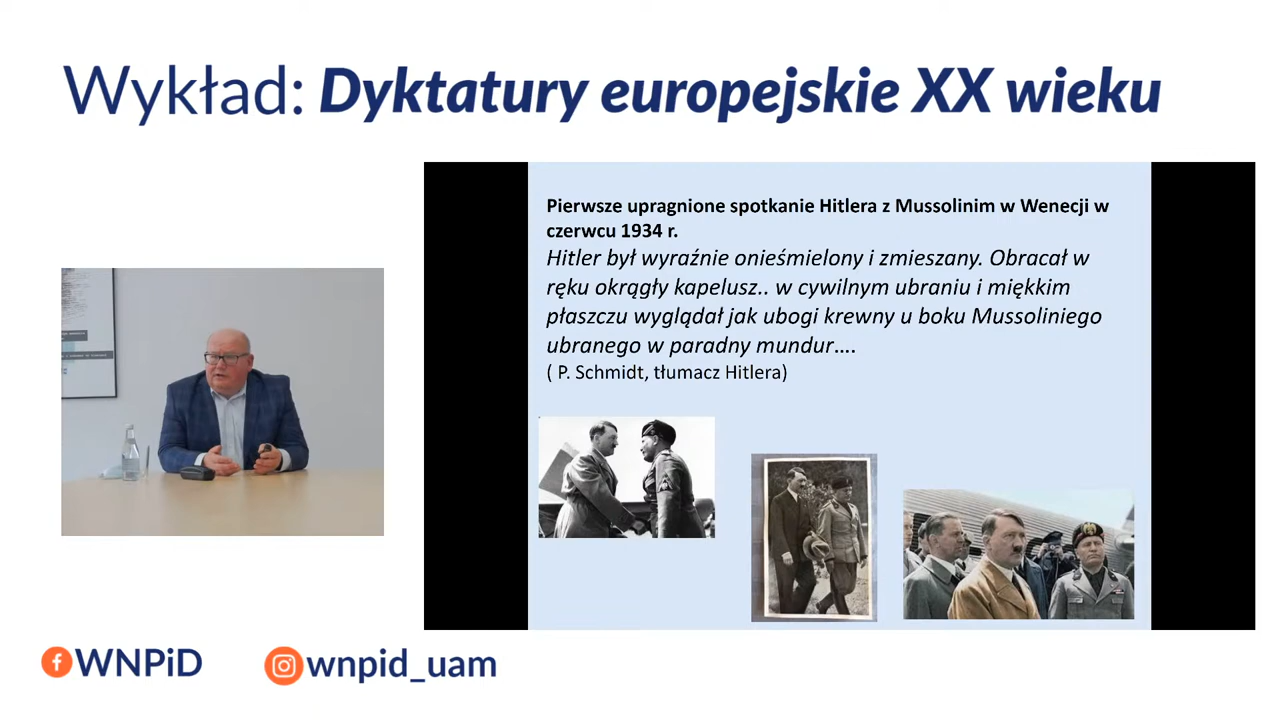 Wykład: Dyktatury europejskie XX wieku
Pierwsze upragnione spotkanie Hitlera z Mussolinim w Wenecji w
czerwcu 1934 r.
Hitler był wyraźnie onieśmielony i zmieszany. Obracał w
ręku okrągły kapelusz.. w cywilnym ubraniu i miękkim
płaszczu wyglądał jak ubogi krewny u boku Mussoliniego
ubranego w paradny mundur….
( P. Schmidt, tłumacz Hitlera)
WNPiD
wnpid_uam